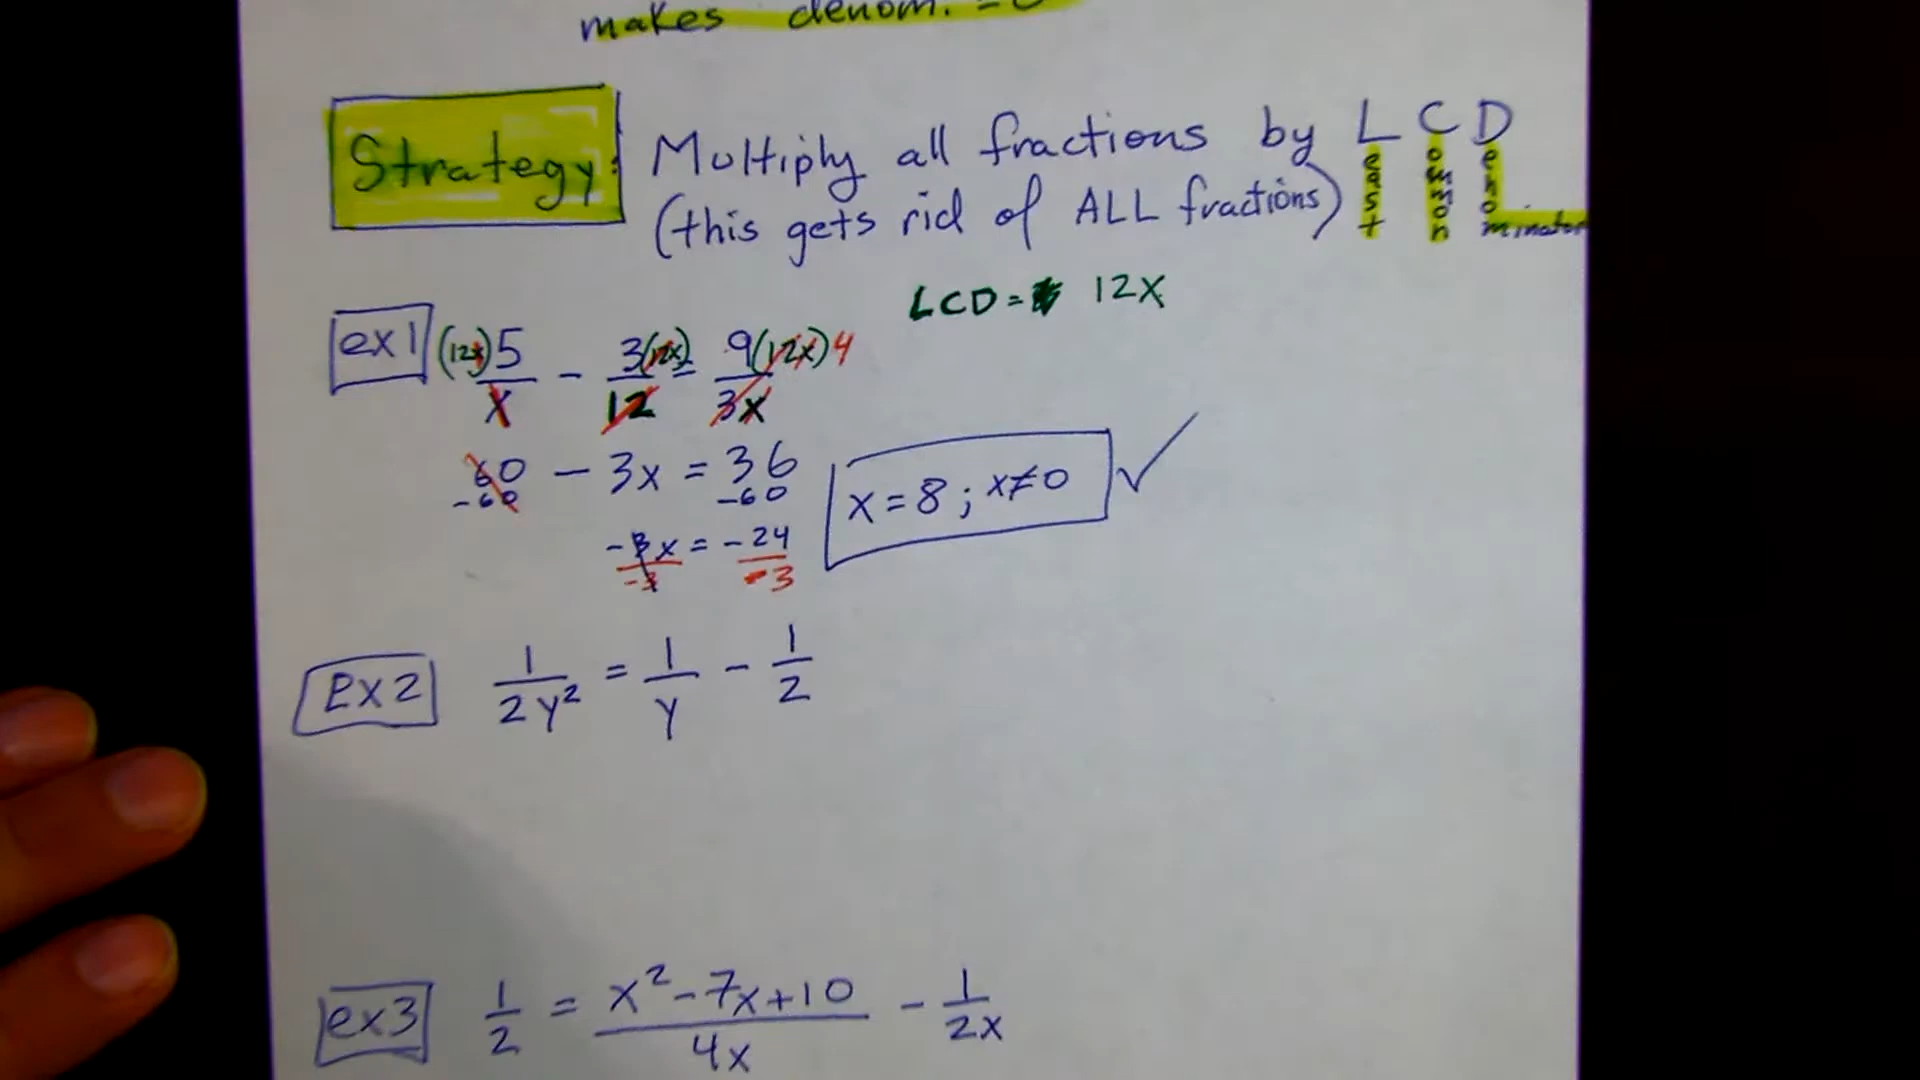 makes denom. = 0
Strategy: Multiply all fractions by LCD
(this gets rid of ALL fractions)
Least Common Denominator
LCD = 12x
ex1 (12x)5/x - 3(12x)/12 = 9(12x)4/3x
60 - 3x = 36
-60 -60
-3x = -24
-3 -3
x = 8 ; x≠0 ✓
Ex2 1/2y² = 1/y - 1/2
ex3 1/2 = x²-7x+10/4x - 1/2x